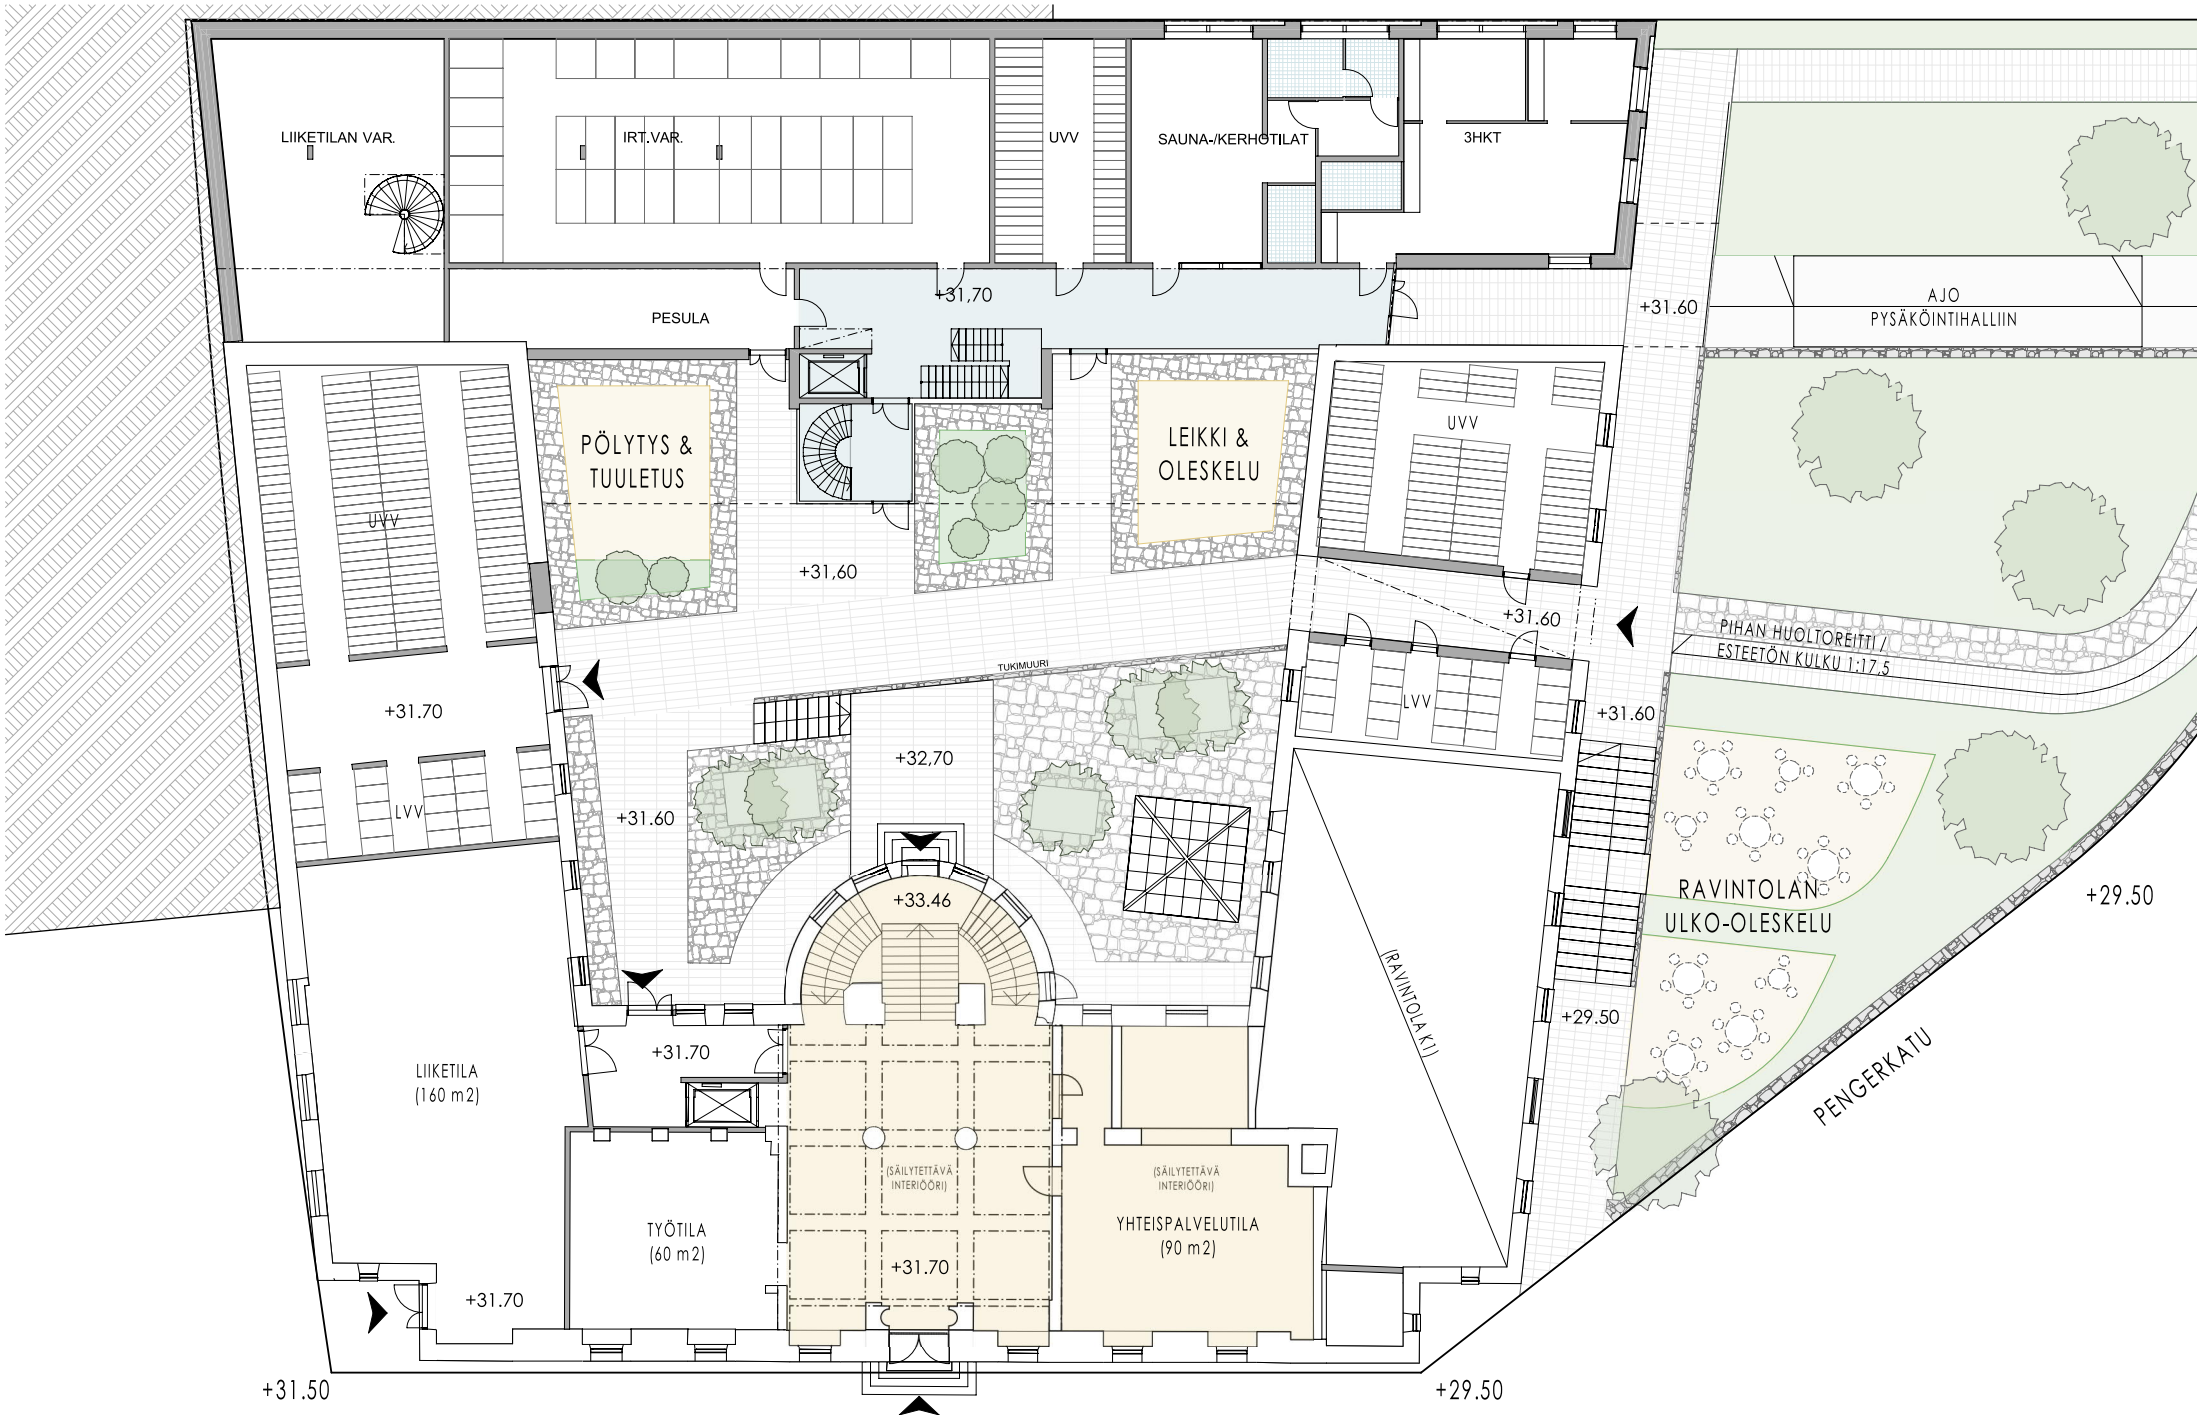 LIIKETILAN VAR.
IRT.VAR.
UVV
SAUNA-/KERHOTILAT
3HKT
+31,70
PESULA
+31.60
AJO
PYSÄKÖINTIHALLIIN
PÖLYTYS &
TUULETUS
LEIKKI &
OLESKELU
UVV
UVV
+31,60
+31.60
PIHAN HUOLTOREITTI /
ESTEETÖN KULKU 1:17,5
TUKIMUURI
+31.70
LVV
+31.60
+32,70
LVV
+31.60
+33.46
RAVINTOLAN
ULKO-OLESKELU
+29.50
(RAVINTOLA K1)
+29.50
+31.70
LIIKETILA
(160 m2)
PENGERKATU
(SÄILYTETTÄVÄ
INTERIÖÖRI)
(SÄILYTETTÄVÄ
INTERIÖÖRI)
TYÖTILA
(60 m2)
YHTEISPALVELUTILA
(90 m2)
+31.70
+31.70
+31.50
+29.50